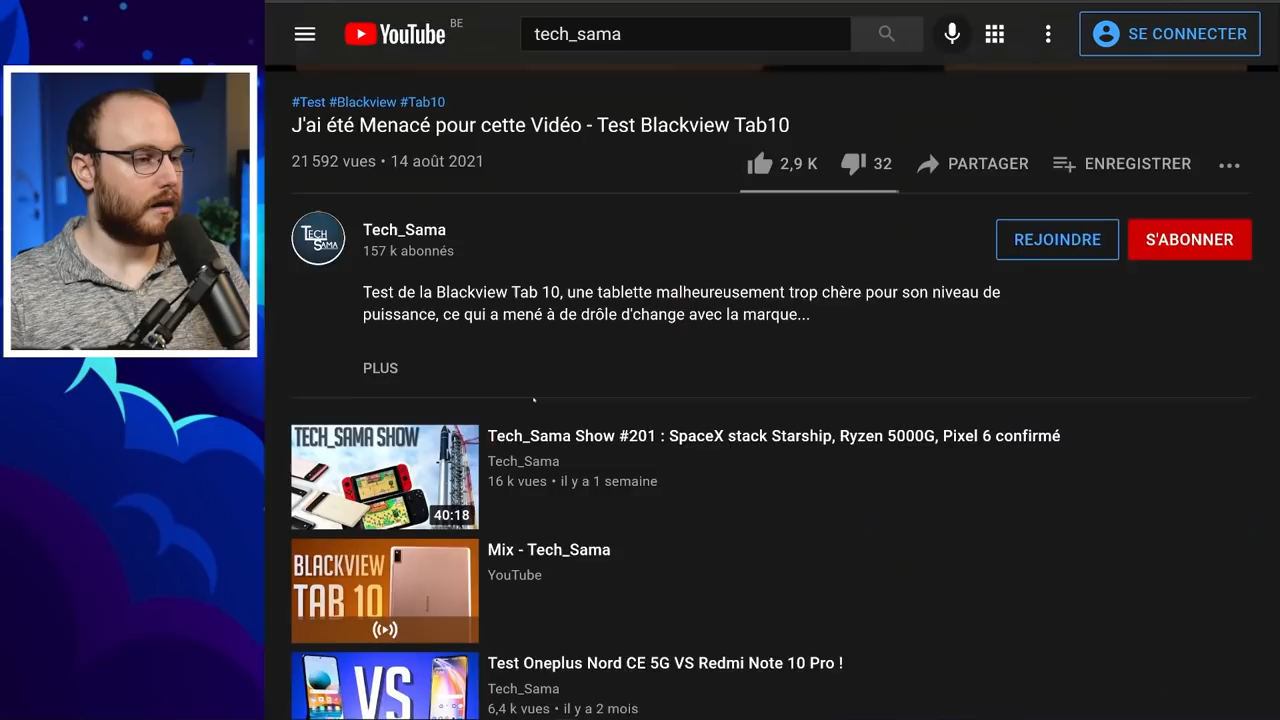 YouTube BE
tech_sama
SE CONNECTER
#Test #Blackview #Tab10
J'ai été Menacé pour cette Vidéo - Test Blackview Tab10
21 592 vues • 14 août 2021
2,9 K
32
PARTAGER
ENREGISTRER
TECH SAMA
Tech_Sama
157 k abonnés
REJOINDRE
S'ABONNER
Test de la Blackview Tab 10, une tablette malheureusement trop chère pour son niveau de
puissance, ce qui a mené à de drôle d'change avec la marque...
PLUS
TECH_SAMA SHOW
40:18
Tech_Sama Show #201 : SpaceX stack Starship, Ryzen 5000G, Pixel 6 confirmé
Tech_Sama
16 k vues • il y a 1 semaine
BLACKVIEW
TAB 10
Mix - Tech_Sama
YouTube
VS
Test Oneplus Nord CE 5G VS Redmi Note 10 Pro !
Tech_Sama
6,4 k vues • il y a 2 mois